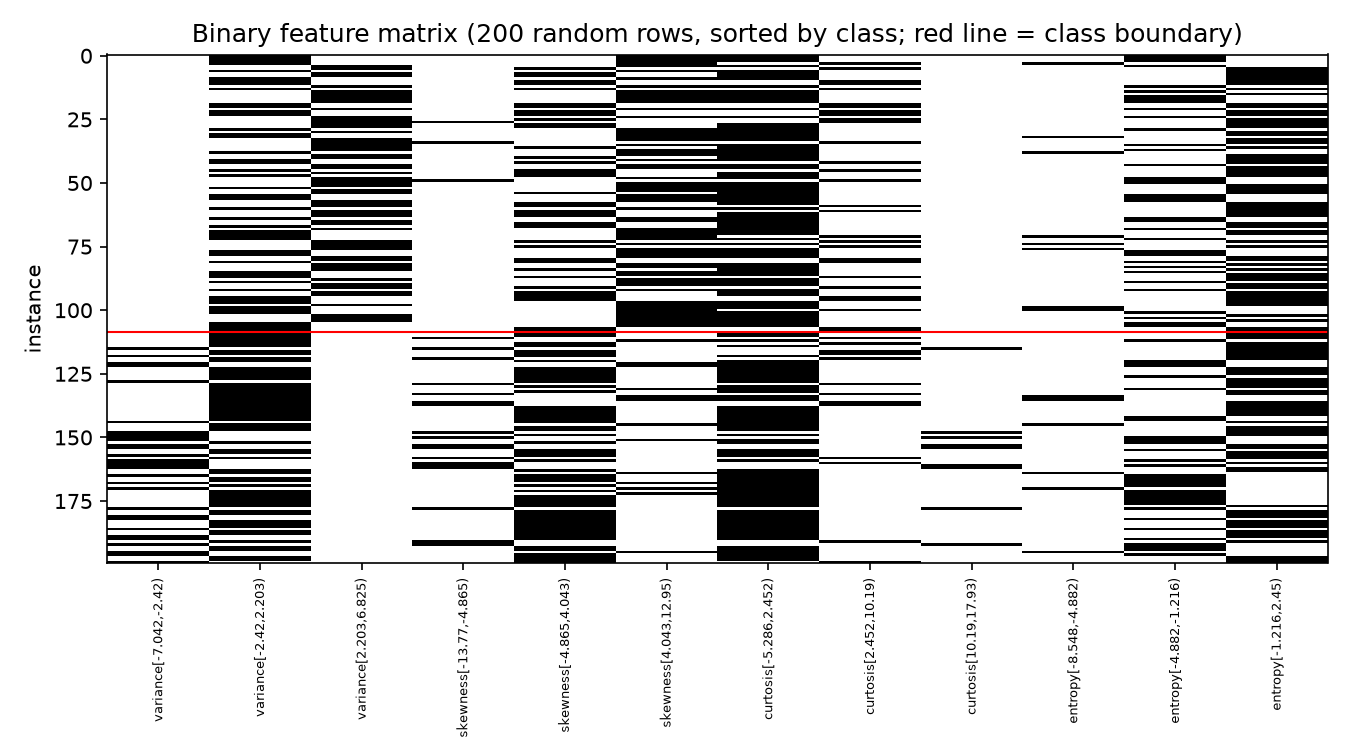 Binary feature matrix (200 random rows, sorted by class; red line = class boundary)
instance
0
25
50
75
100
125
150
175
variance[-7.042,-2.42)
variance[-2.42,2.203)
variance[2.203,6.825)
skewness[-13.77,-4.865)
skewness[-4.865,4.043)
skewness[4.043,12.95)
curtosis[-5.286,2.452)
curtosis[2.452,10.19)
curtosis[10.19,17.93)
entropy[-8.548,-4.882)
entropy[-4.882,-1.216)
entropy[-1.216,2.45)